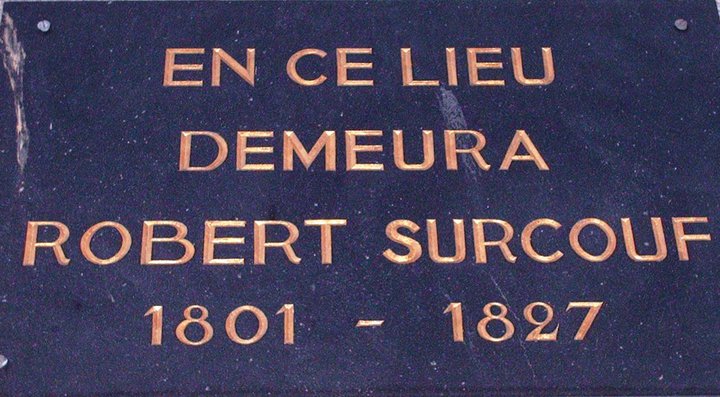 EN CE LIEU
DEMEURA
ROBERT SURCOUF
1801 - 1827